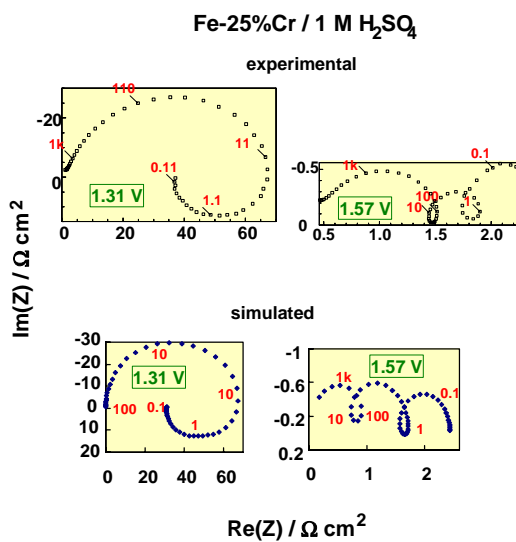 Fe-25%Cr / 1 M H₂SO₄
experimental
-20
0
110
1k
11
0.11
1.1
1.31 V
0 20 40 60
-0.5
0
1k
0.1
100
10
1
1.57 V
0.5 1.0 1.5 2.0
Im(Z) / Ω cm²
simulated
-30
-20
-10
0
10
20
10
1.31 V
10
100
0.1
1
0 20 40 60
-1
-0.6
-0.2
0.2
1.57 V
1k
0.1
10
100
1
0 1 2
Re(Z) / Ω cm²